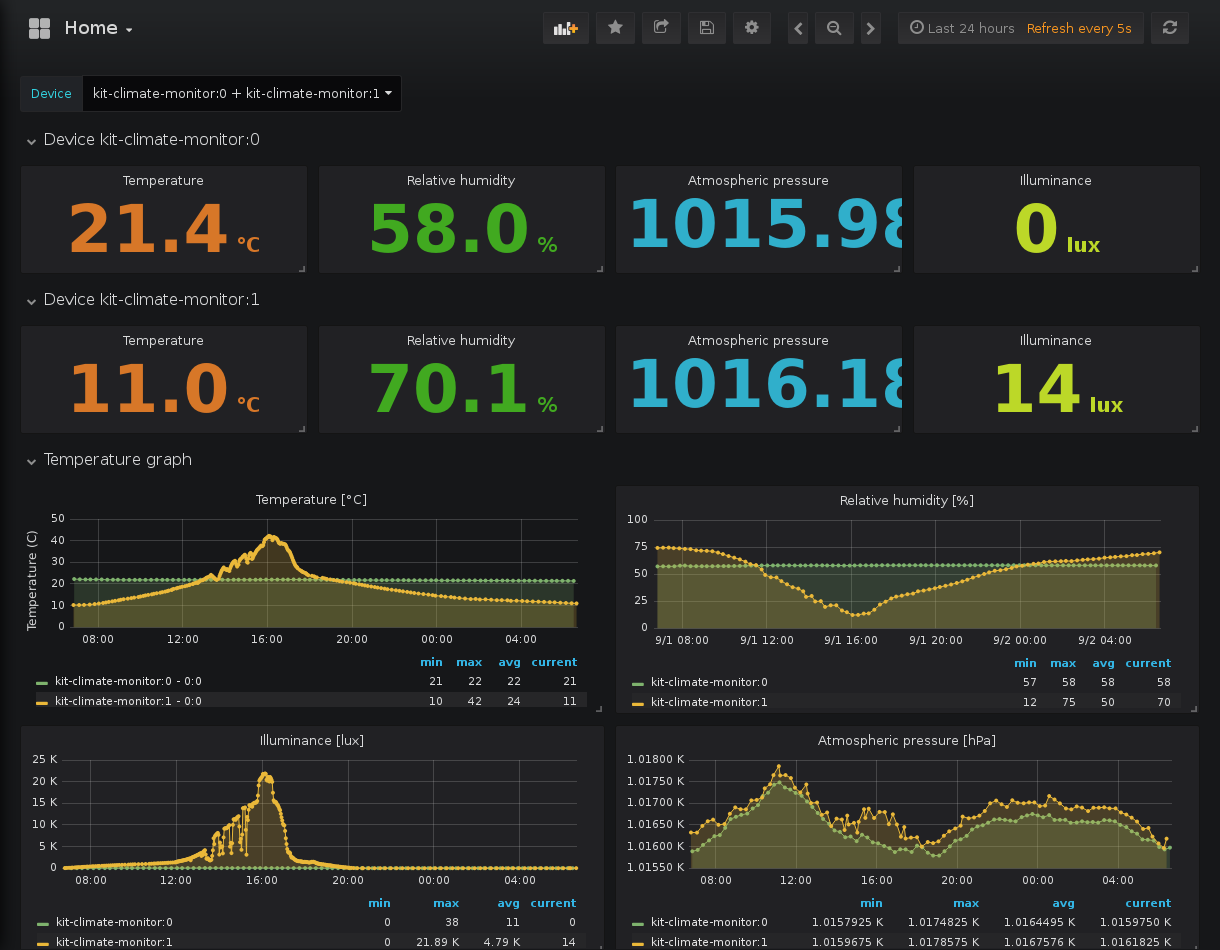 Home
Last 24 hours Refresh every 5s
Device kit-climate-monitor:0 + kit-climate-monitor:1
Device kit-climate-monitor:0
Temperature Relative humidity Atmospheric pressure Illuminance
21.4 °C 58.0 % 1015.98 0 lux
Device kit-climate-monitor:1
Temperature Relative humidity Atmospheric pressure Illuminance
11.0 °C 70.1 % 1016.18 14 lux
Temperature graph
Temperature [°C]
Temperature (C)
50
40
30
20
10
0
08:00 12:00 16:00 20:00 00:00 04:00
min max avg current
kit-climate-monitor:0 - 0:0 21 22 22 21
kit-climate-monitor:1 - 0:0 10 42 24 11
Relative humidity [%]
100
75
50
25
0
9/1 08:00 9/1 12:00 9/1 16:00 9/1 20:00 9/2 00:00 9/2 04:00
min max avg current
kit-climate-monitor:0 57 58 58 58
kit-climate-monitor:1 12 75 50 70
Illuminance [lux]
25 K
20 K
15 K
10 K
5 K
0
08:00 12:00 16:00 20:00 00:00 04:00
min max avg current
kit-climate-monitor:0 0 38 11 0
kit-climate-monitor:1 0 21.89 K 4.79 K 14
Atmospheric pressure [hPa]
1.01800 K
1.01750 K
1.01700 K
1.01650 K
1.01600 K
1.01550 K
08:00 12:00 16:00 20:00 00:00 04:00
min max avg current
kit-climate-monitor:0 1.0157925 K 1.0174825 K 1.0164495 K 1.0159750 K
kit-climate-monitor:1 1.0159675 K 1.0178575 K 1.0167576 K 1.0161825 K